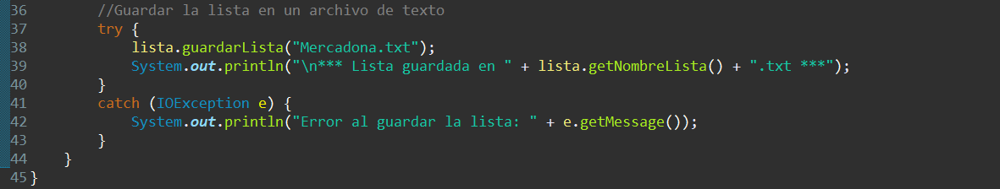 36 //Guardar la lista en un archivo de texto
37 try {
38 lista.guardarLista("Mercadona.txt");
39 System.out.println("\n*** Lista guardada en " + lista.getNombreLista() + ".txt ***");
40 }
41 catch (IOException e) {
42 System.out.println("Error al guardar la lista: " + e.getMessage());
43 }
44 }
45 }